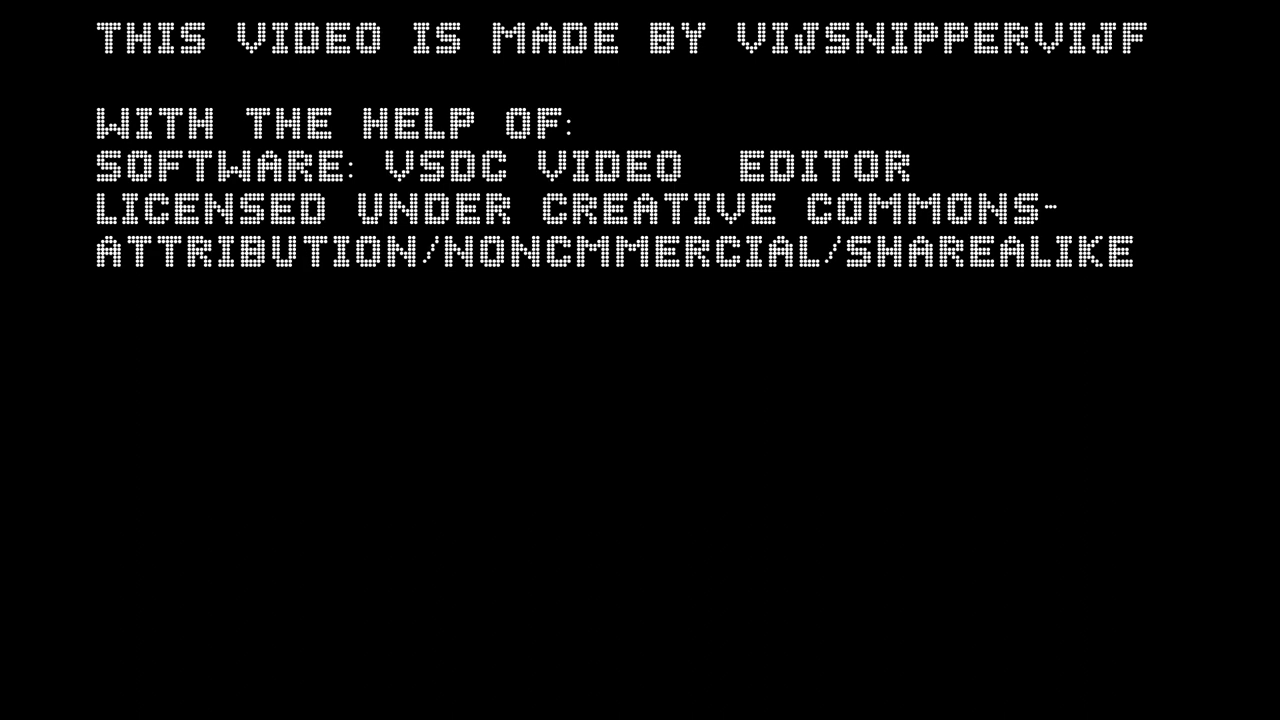 THIS VIDEO IS MADE BY VIJSNIPPERVIJF
WITH THE HELP OF:
SOFTWARE: VSDC VIDEO  EDITOR
LICENSED UNDER CREATIVE COMMONS-
ATTRIBUTION/NONCMMERCIAL/SHAREALIKE